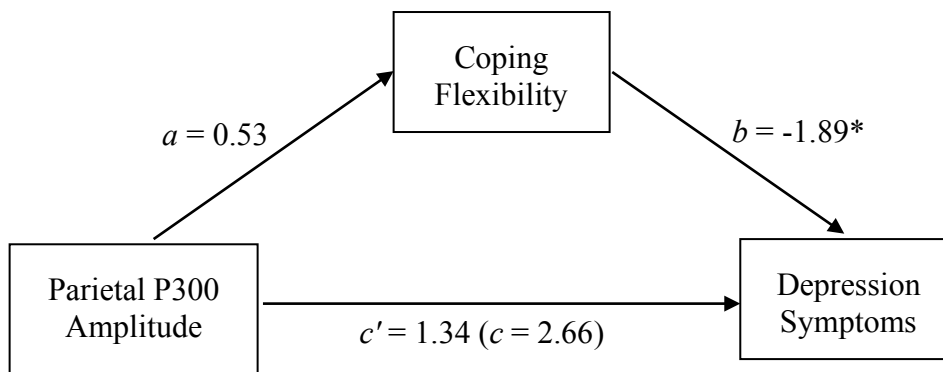 Coping
Flexibility
a = 0.53
b = -1.89*
Parietal P300
Amplitude
Depression
Symptoms
c' = 1.34 (c = 2.66)